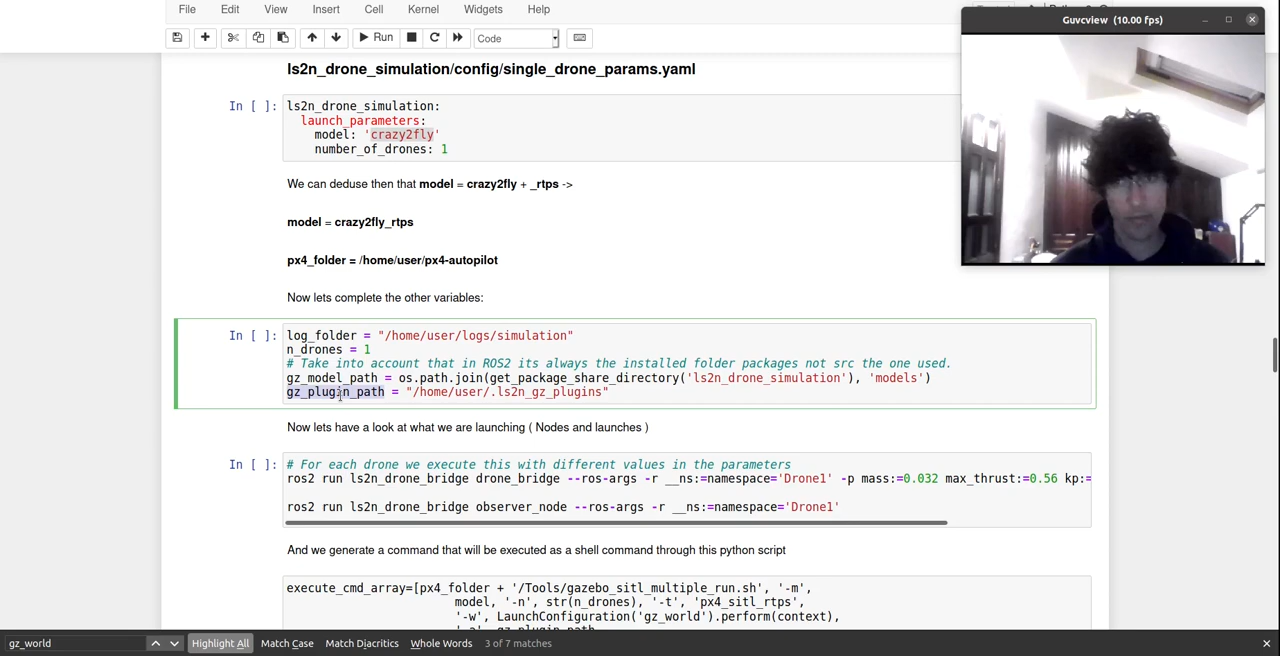 File Edit View Insert Cell Kernel Widgets Help
Guvcview (10.00 fps)
Run Code
ls2n_drone_simulation/config/single_drone_params.yaml
In [ ]: ls2n_drone_simulation:
launch_parameters:
model: 'crazy2fly'
number_of_drones: 1
We can deduse then that model = crazy2fly + _rtps ->
model = crazy2fly_rtps
px4_folder = /home/user/px4-autopilot
Now lets complete the other variables:
In [ ]: log_folder = "/home/user/logs/simulation"
n_drones = 1
# Take into account that in ROS2 its always the installed folder packages not src the one used.
gz_model_path = os.path.join(get_package_share_directory('ls2n_drone_simulation'), 'models')
gz_plugin_path = "/home/user/.ls2n_gz_plugins"
Now lets have a look at what we are launching ( Nodes and launches )
In [ ]: # For each drone we execute this with different values in the parameters
ros2 run ls2n_drone_bridge drone_bridge --ros-args -r __ns:=namespace='Drone1' -p mass:=0.032 max_thrust:=0.56 kp:=
ros2 run ls2n_drone_bridge observer_node --ros-args -r __ns:=namespace='Drone1'
And we generate a command that will be executed as a shell command through this python script
execute_cmd_array=[px4_folder + '/Tools/gazebo_sitl_multiple_run.sh', '-m',
model, '-n', str(n_drones), '-t', 'px4_sitl_rtps',
'-w', LaunchConfiguration('gz_world').perform(context),
gz_world Highlight All Match Case Match Diacritics Whole Words 3 of 7 matches